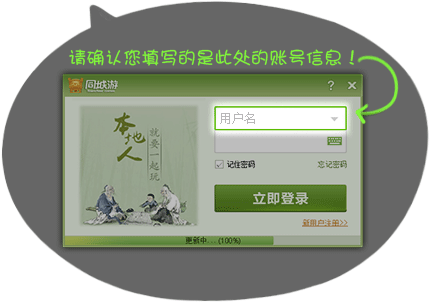 请确认您填写的是此处的账号信息！
同城游
? ×
本地人
就要一起玩
用户名
记住密码
忘记密码
立即登录
新用户注册>>
更新中... (100%)